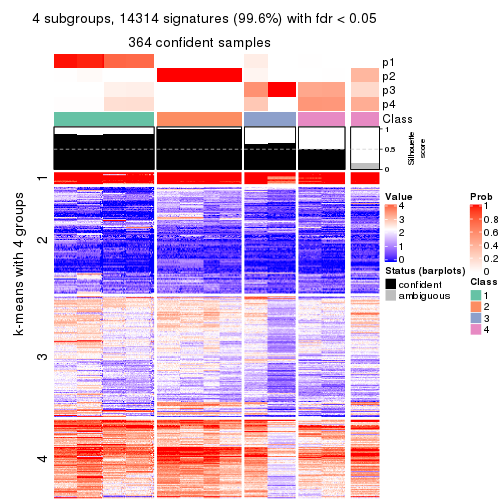 4 subgroups, 14314 signatures (99.6%) with fdr < 0.05
364 confident samples
p1
p2
p3
p4
Class
1
0.5
0
Silhouette
score
k-means with 4 groups
1
2
3
4
Value
4
3
2
1
0
Status (barplots)
confident
ambiguous
Prob
1
0.8
0.6
0.4
0.2
0
Class
1
2
3
4